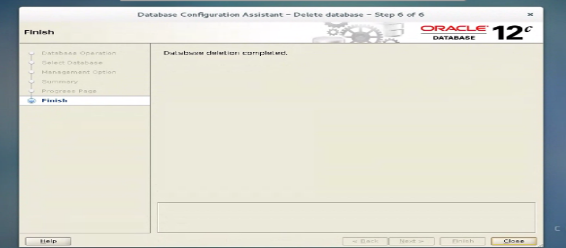 Database Configuration Assistant - Delete database - Step 6 of 6
Finish
ORACLE
DATABASE
12c
Database Operation
Select Database
Management Option
Summary
Progress Page
Finish
Database deletion completed.
Help
< Back
Next >
Finish
Close
C